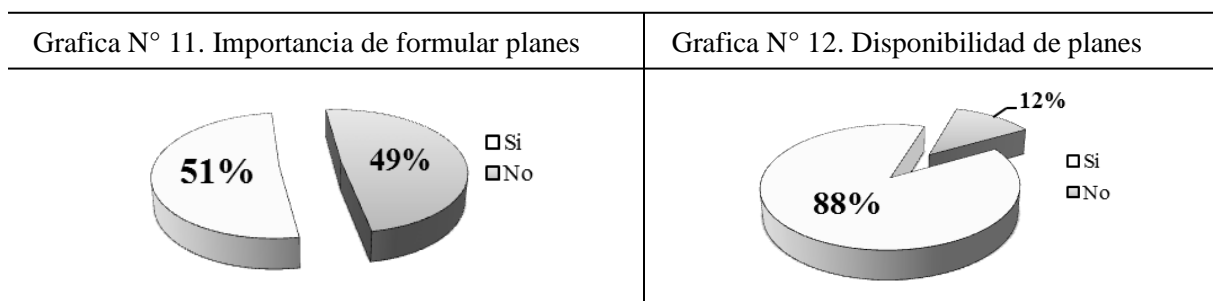 Grafica N° 11. Importancia de formular planes
Grafica N° 12. Disponibilidad de planes
51%
49%
Si
No
12%
88%
Si
No